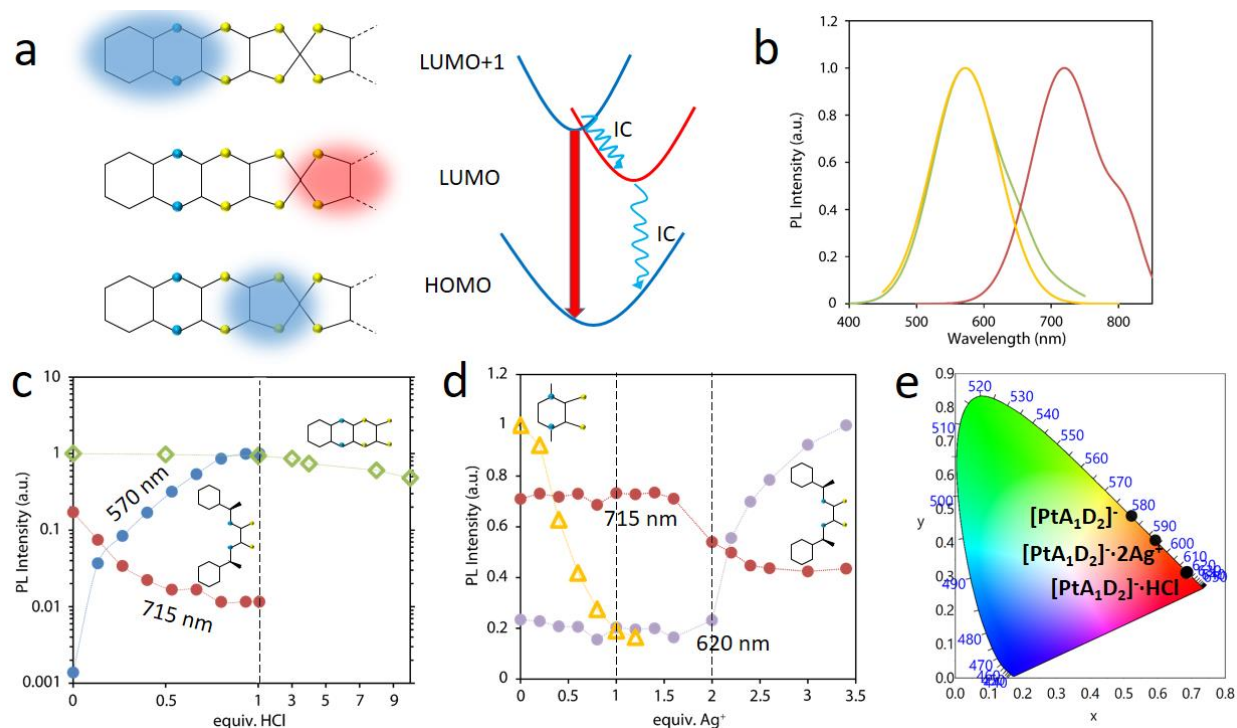 a
LUMO+1
LUMO
HOMO
IC
IC
b
PL Intensity (a.u.)
1.2
1.0
0.8
0.6
0.4
0.2
0
400 500 600 700 800
Wavelength (nm)
c
PL Intensity (a.u.)
10
1
0.1
0.01
0.001
570 nm
715 nm
0 0.5 1 3 5 7 9
equiv. HCl
d
PL Intensity (a.u.)
1.2
1
0.8
0.6
0.4
0.2
0
715 nm
620 nm
0 0.5 1 1.5 2 2.5 3 3.5
equiv. Ag⁺
e
y
0.9
0.8
0.7
0.6
0.5
0.4
0.3
0.2
0.1
0.0
520
530
510
540
550
560
570
500
580
590
600
610
620
490
480
470
460
[PtA₁D₂]⁻
[PtA₁D₂]⁻·2Ag⁺
[PtA₁D₂]⁻·HCl
0.0 0.1 0.2 0.3 0.4 0.5 0.6 0.7 0.8
x